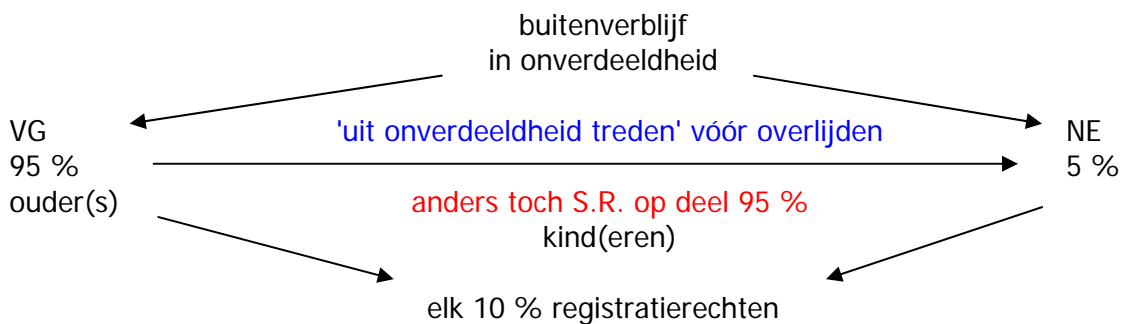 buitenverblijf
in onverdeeldheid
VG
95 %
ouder(s)
'uit onverdeeldheid treden' vóór overlijden
anders toch S.R. op deel 95 %
kind(eren)
NE
5 %
elk 10 % registratierechten